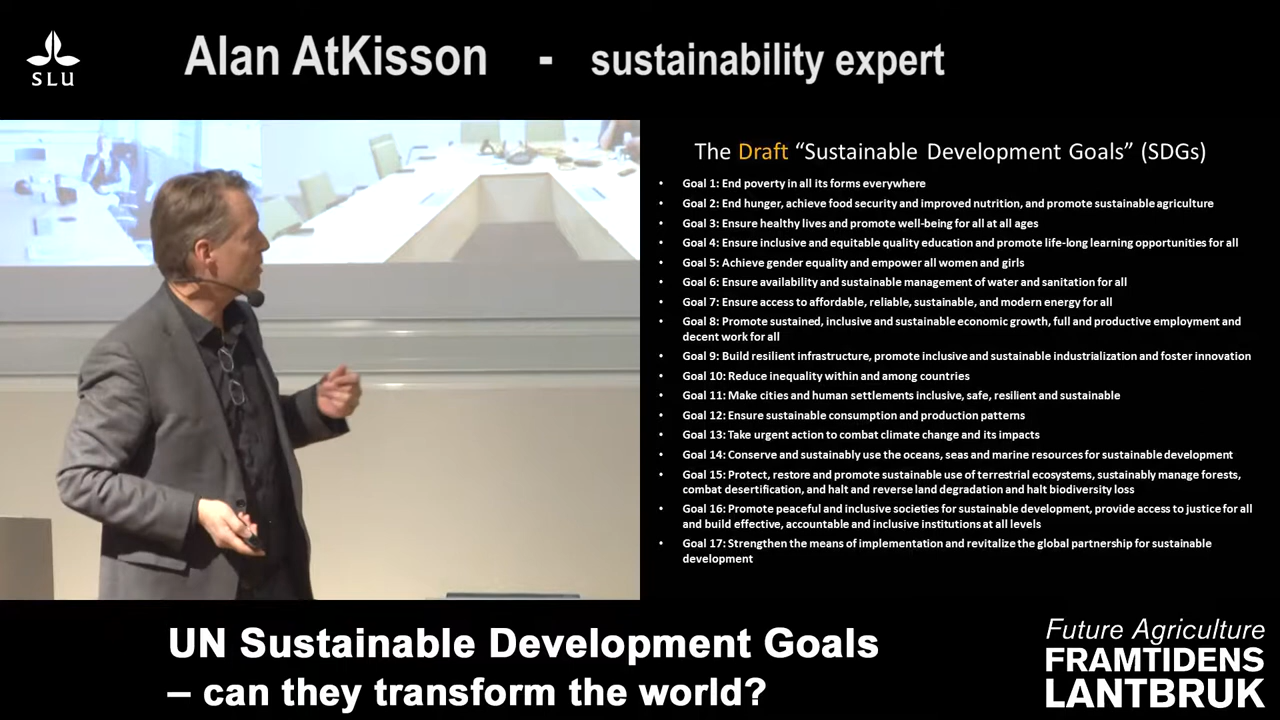 SLU
Alan AtKisson - sustainability expert
The Draft “Sustainable Development Goals” (SDGs)
• Goal 1: End poverty in all its forms everywhere
• Goal 2: End hunger, achieve food security and improved nutrition, and promote sustainable agriculture
• Goal 3: Ensure healthy lives and promote well-being for all at all ages
• Goal 4: Ensure inclusive and equitable quality education and promote life-long learning opportunities for all
• Goal 5: Achieve gender equality and empower all women and girls
• Goal 6: Ensure availability and sustainable management of water and sanitation for all
• Goal 7: Ensure access to affordable, reliable, sustainable, and modern energy for all
• Goal 8: Promote sustained, inclusive and sustainable economic growth, full and productive employment and
decent work for all
• Goal 9: Build resilient infrastructure, promote inclusive and sustainable industrialization and foster innovation
• Goal 10: Reduce inequality within and among countries
• Goal 11: Make cities and human settlements inclusive, safe, resilient and sustainable
• Goal 12: Ensure sustainable consumption and production patterns
• Goal 13: Take urgent action to combat climate change and its impacts
• Goal 14: Conserve and sustainably use the oceans, seas and marine resources for sustainable development
• Goal 15: Protect, restore and promote sustainable use of terrestrial ecosystems, sustainably manage forests,
combat desertification, and halt and reverse land degradation and halt biodiversity loss
• Goal 16: Promote peaceful and inclusive societies for sustainable development, provide access to justice for all
and build effective, accountable and inclusive institutions at all levels
• Goal 17: Strengthen the means of implementation and revitalize the global partnership for sustainable
development
UN Sustainable Development Goals
– can they transform the world?
Future Agriculture
FRAMTIDENS
LANTBRUK